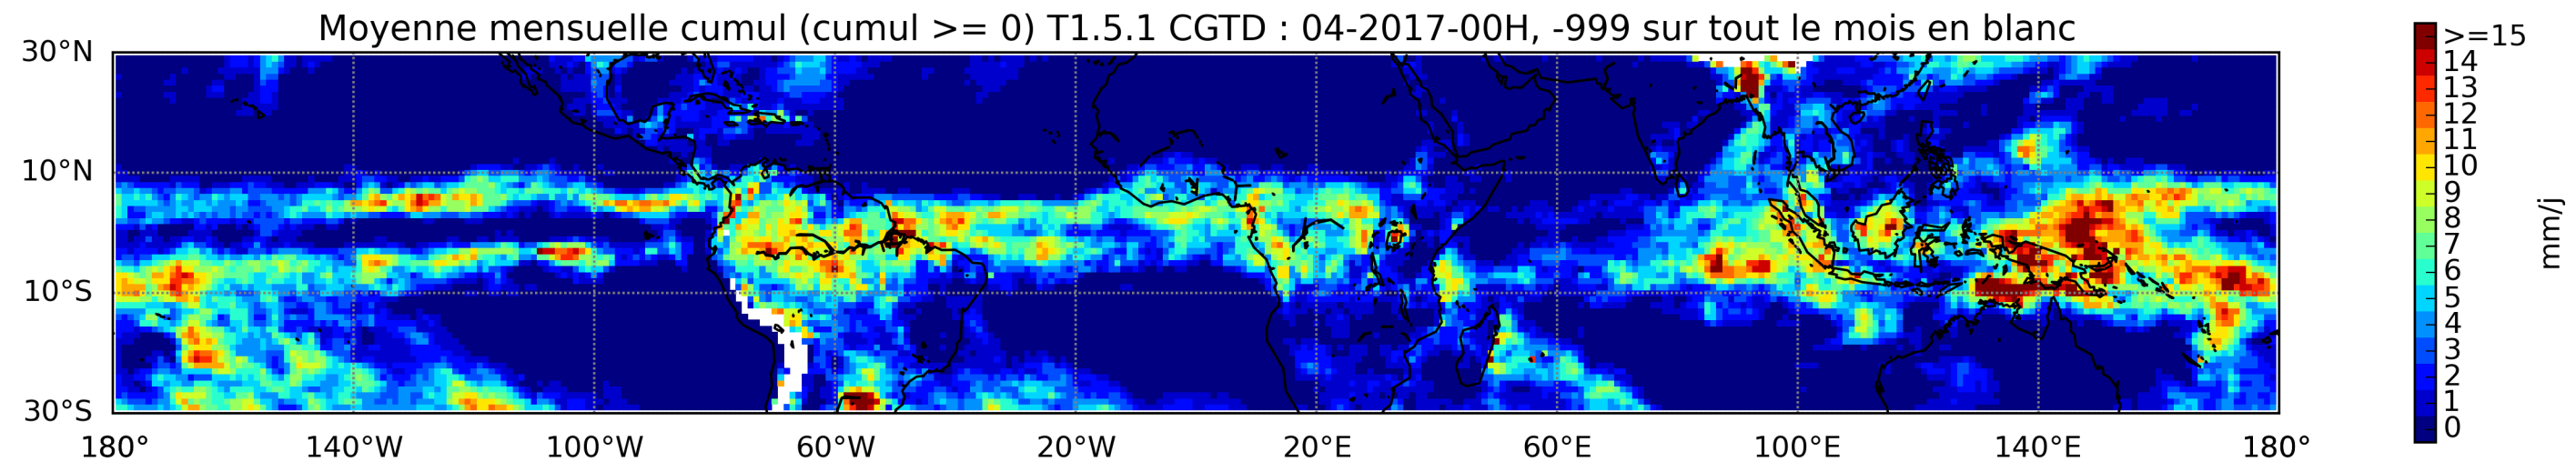 Moyenne mensuelle cumul (cumul >= 0) T1.5.1 CGTD : 04-2017-00H, -999 sur tout le mois en blanc
30°N
10°N
10°S
30°S
180° 140°W 100°W 60°W 20°W 20°E 60°E 100°E 140°E 180°
>=15
14
13
12
11
10
9
8
7
6
5
4
3
2
1
0
mm/j